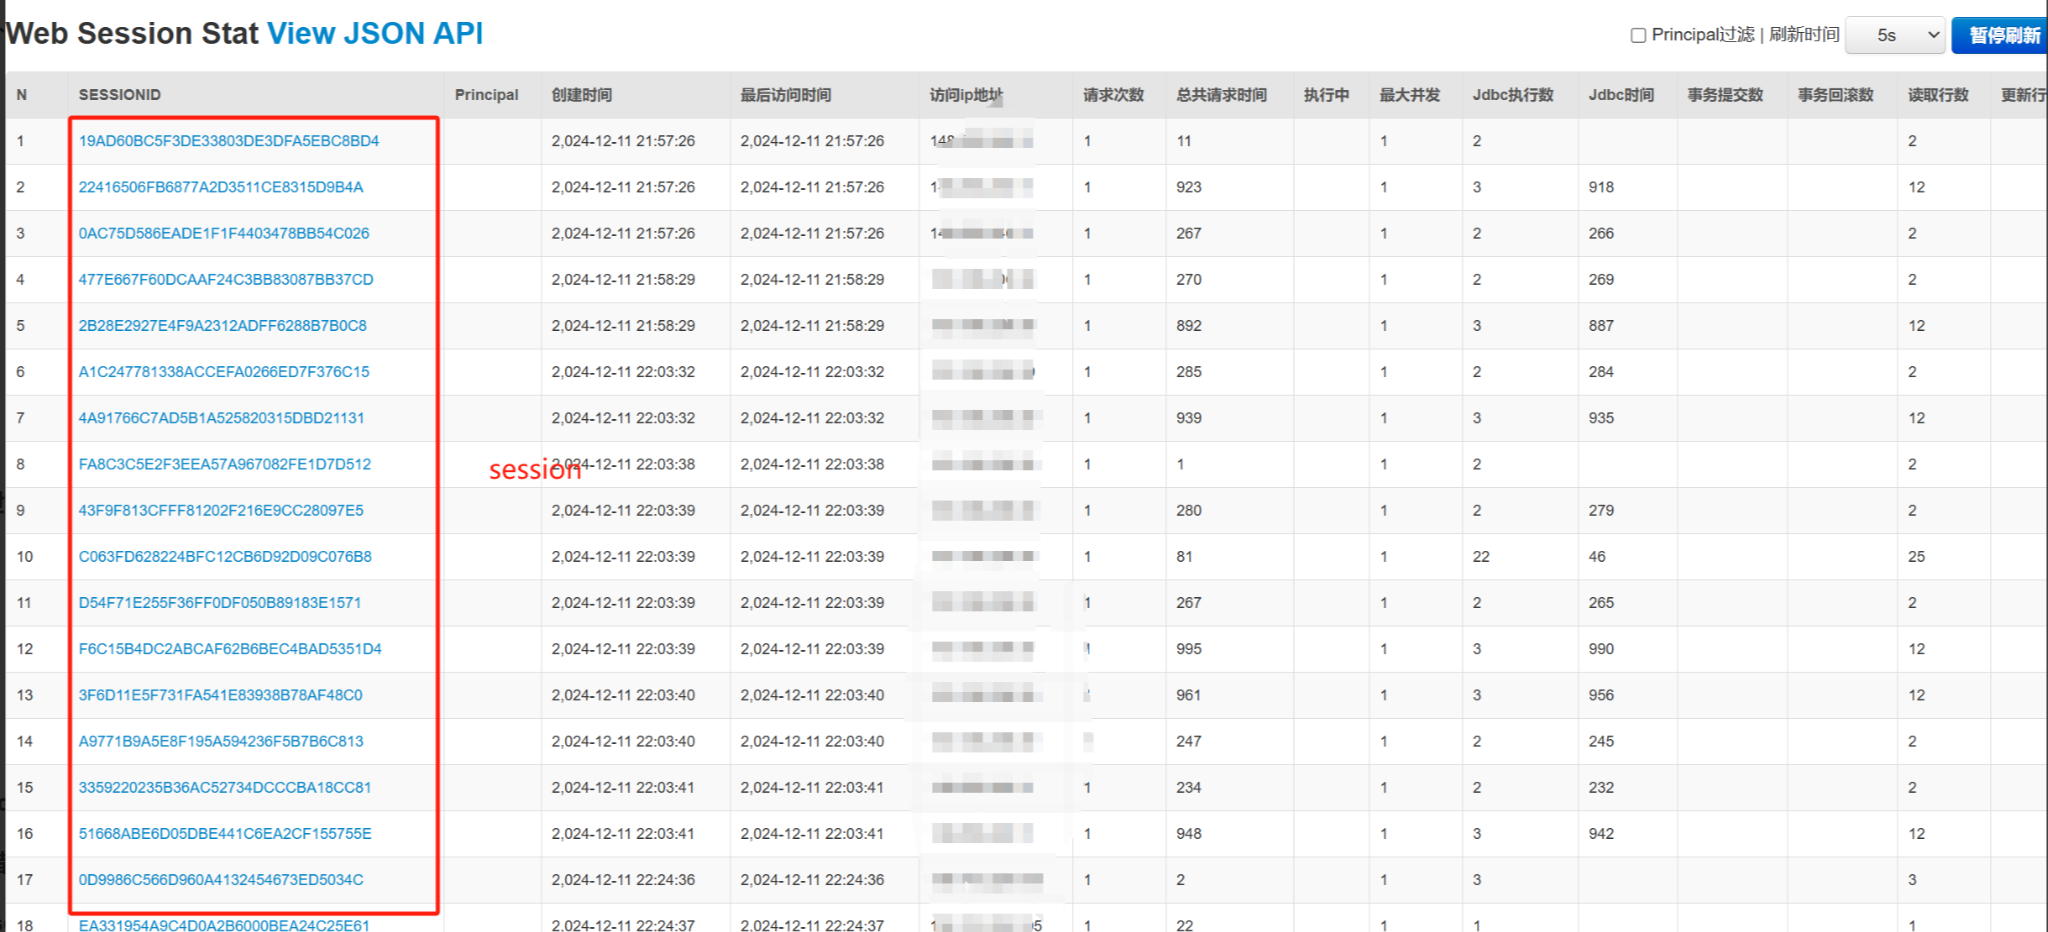 Web Session Stat View JSON API
Principal过滤 | 刷新时间 5s 暂停刷新
N SESSIONID Principal 创建时间 最后访问时间 访问ip地址 请求次数 总共请求时间 执行中 最大并发 Jdbc执行数 Jdbc时间 事务提交数 事务回滚数 读取行数 更新行
1 19AD60BC5F3DE33803DE3DFA5EBC8BD4 2,024-12-11 21:57:26 2,024-12-11 21:57:26 1 11 1 2 2
2 22416506FB6877A2D3511CE8315D9B4A 2,024-12-11 21:57:26 2,024-12-11 21:57:26 1 923 1 3 918 12
3 0AC75D586EADE1F1F4403478BB54C026 2,024-12-11 21:57:26 2,024-12-11 21:57:26 1 267 1 2 266 2
4 477E667F60DCAAF24C3BB83087BB37CD 2,024-12-11 21:58:29 2,024-12-11 21:58:29 1 270 1 2 269 2
5 2B28E2927E4F9A2312ADFF6288B7B0C8 2,024-12-11 21:58:29 2,024-12-11 21:58:29 1 892 1 3 887 12
6 A1C247781338ACCEFA0266ED7F376C15 2,024-12-11 22:03:32 2,024-12-11 22:03:32 1 285 1 2 284 2
7 4A91766C7AD5B1A525820315DBD21131 2,024-12-11 22:03:32 2,024-12-11 22:03:32 1 939 1 3 935 12
8 FA8C3C5E2F3EEA57A967082FE1D7D512 session 2,024-12-11 22:03:38 2,024-12-11 22:03:38 1 1 1 2 2
9 43F9F813CFFF81202F216E9CC28097E5 2,024-12-11 22:03:39 2,024-12-11 22:03:39 1 280 1 2 279 2
10 C063FD628224BFC12CB6D92D09C076B8 2,024-12-11 22:03:39 2,024-12-11 22:03:39 1 81 1 22 46 25
11 D54F71E255F36FF0DF050B89183E1571 2,024-12-11 22:03:39 2,024-12-11 22:03:39 1 267 1 2 265 2
12 F6C15B4DC2ABCAF62B6BEC4BAD5351D4 2,024-12-11 22:03:39 2,024-12-11 22:03:39 995 1 3 990 12
13 3F6D11E5F731FA541E83938B78AF48C0 2,024-12-11 22:03:40 2,024-12-11 22:03:40 961 1 3 956 12
14 A9771B9A5E8F195A594236F5B7B6C813 2,024-12-11 22:03:40 2,024-12-11 22:03:40 247 1 2 245 2
15 3359220235B36AC52734DCCCBA18CC81 2,024-12-11 22:03:41 2,024-12-11 22:03:41 1 234 1 2 232 2
16 51668ABE6D05DBE441C6EA2CF155755E 2,024-12-11 22:03:41 2,024-12-11 22:03:41 1 948 1 3 942 12
17 0D9986C566D960A4132454673ED5034C 2,024-12-11 22:24:36 2,024-12-11 22:24:36 1 2 1 3 3
18 EA331954A9C4D0A2B6000BEA24C25E61 2,024-12-11 22:24:37 2,024-12-11 22:24:37 1 22 1 1 1